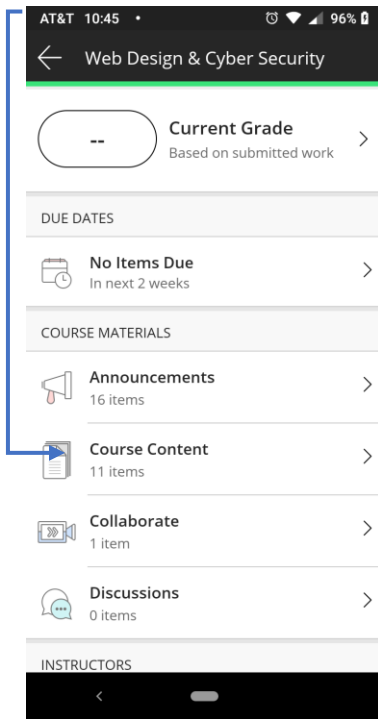 AT&T 10:45 • 96%
Web Design & Cyber Security
-- Current Grade
Based on submitted work
DUE DATES
No Items Due
In next 2 weeks
COURSE MATERIALS
Announcements
16 items
Course Content
11 items
Collaborate
1 item
Discussions
0 items
INSTRUCTORS